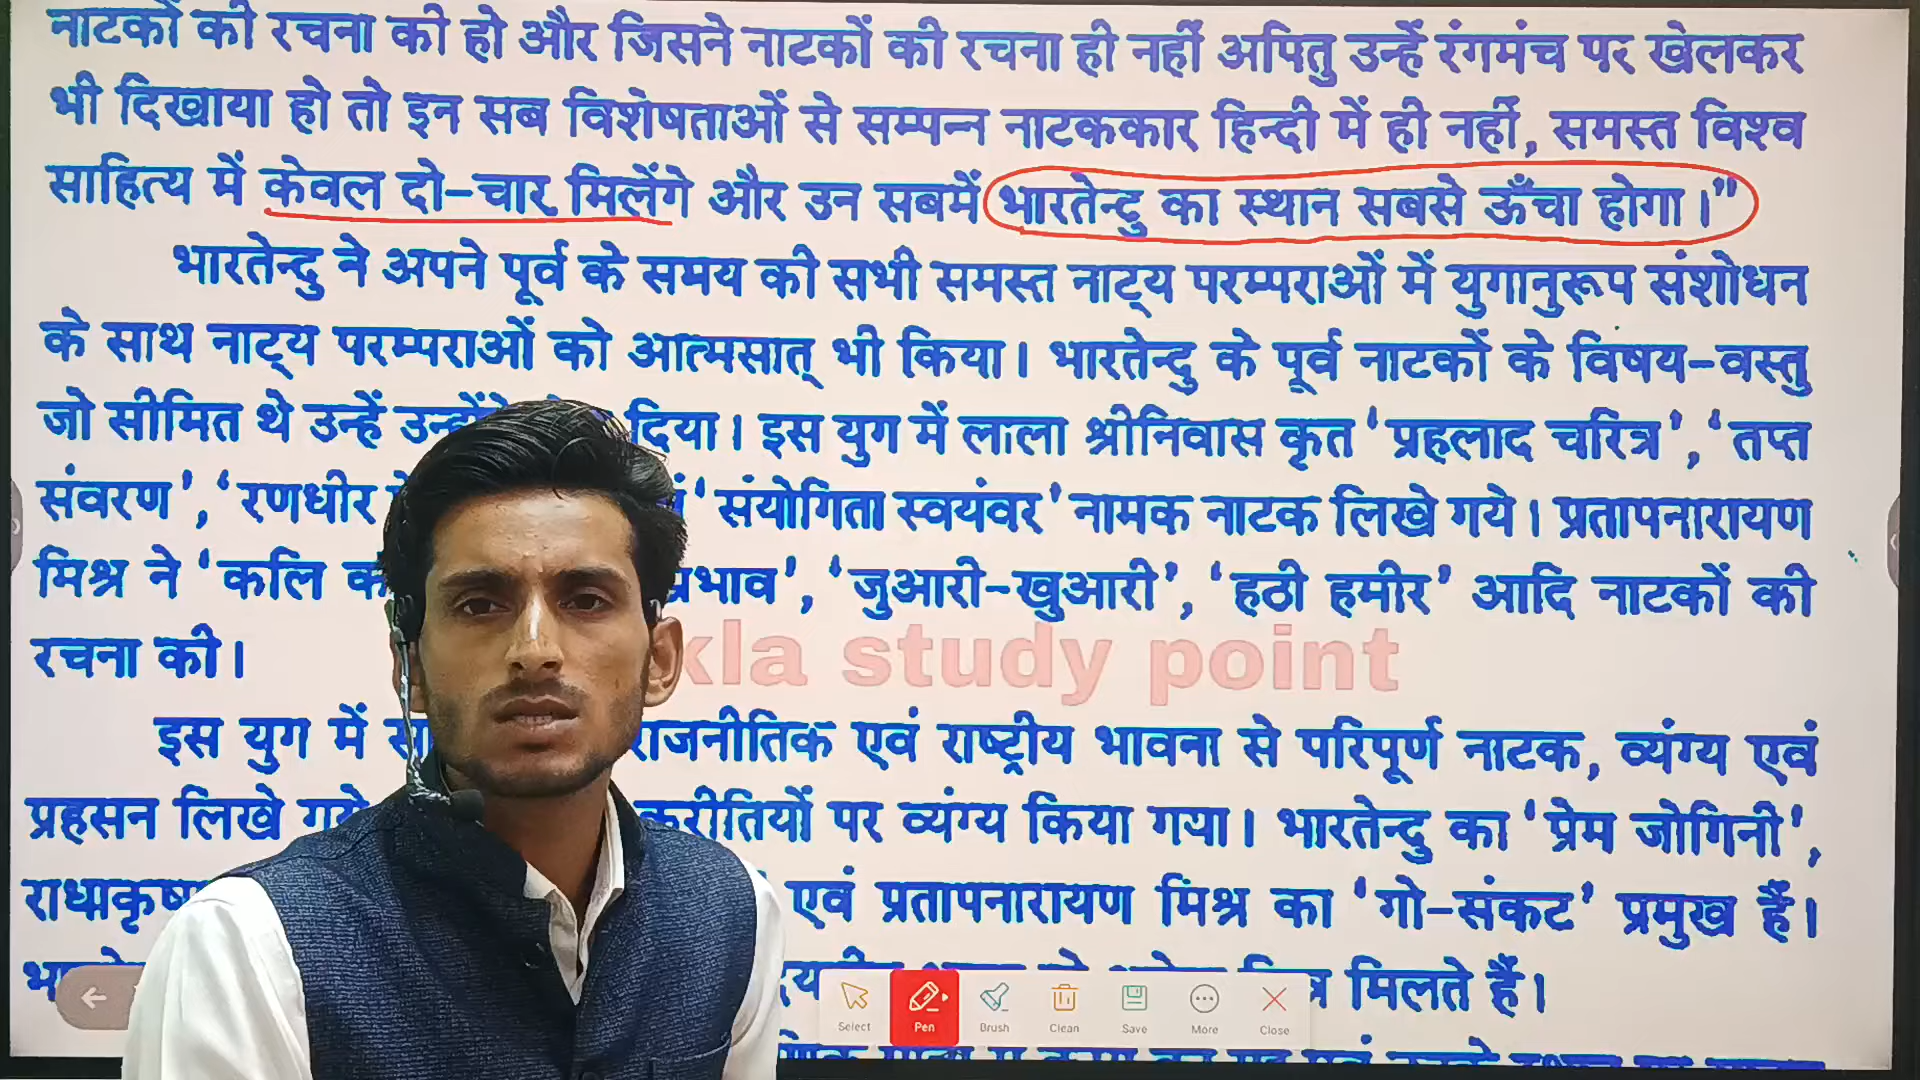 नाटकों की रचना की हो और जिसने नाटकों की रचना ही नहीं अपितु उन्हें रंगमंच पर खेलकर
भी दिखाया हो तो इन सब विशेषताओं से सम्पन्न नाटककार हिन्दी में ही नहीं, समस्त विश्व
साहित्य में केवल दो-चार मिलेंगे और उन सबमें भारतेन्दु का स्थान सबसे ऊँचा होगा।”
भारतेन्दु ने अपने पूर्व के समय की सभी समस्त नाट्य परम्पराओं में युगानुरूप संशोधन
के साथ नाट्य परम्पराओं को आत्मसात् भी किया। भारतेन्दु के पूर्व नाटकों के विषय-वस्तु
जो सीमित थे उन्हें दिया। इस युग में लाला श्रीनिवास कृत ‘प्रहलाद चरित्र’, ‘तप्त
संवरण’, ‘रणधीर ‘संयोगिता स्वयंवर’ नामक नाटक लिखे गये। प्रतापनारायण
मिश्र ने ‘कलि प्रभाव’, ‘जुआरी-खुआरी’, ‘हठी हमीर’ आदि नाटकों की
रचना की।
study point
इस युग में राजनीतिक एवं राष्ट्रीय भावना से परिपूर्ण नाटक, व्यंग्य एवं
प्रहसन लिखे गये कुरीतियों पर व्यंग्य किया गया। भारतेन्दु का ‘प्रेम जोगिनी’,
एवं प्रतापनारायण मिश्र का ‘गो-संकट’ प्रमुख हैं।
मिलते हैं।
Select Pen Brush Clean Save More Close